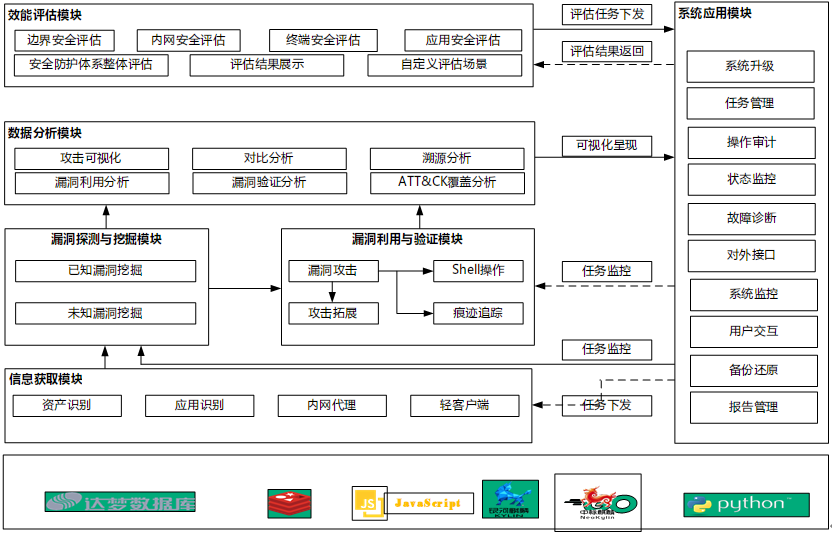 效能评估模块
边界安全评估
内网安全评估
终端安全评估
应用安全评估
安全防护体系整体评估
评估结果展示
自定义评估场景
评估任务下发
评估结果返回
系统应用模块
系统升级
任务管理
操作审计
状态监控
故障诊断
对外接口
系统监控
用户交互
备份还原
报告管理
数据分析模块
攻击可视化
对比分析
溯源分析
漏洞利用分析
漏洞验证分析
ATT&CK覆盖分析
可视化呈现
漏洞探测与挖掘模块
已知漏洞挖掘
未知漏洞挖掘
漏洞利用与验证模块
漏洞攻击
Shell操作
攻击拓展
痕迹追踪
任务监控
任务监控
信息获取模块
资产识别
应用识别
内网代理
轻客户端
任务下发
达梦数据库
JS
JavaScript
银河麒麟
KYLIN
中标麒麟
NeoKylin
python